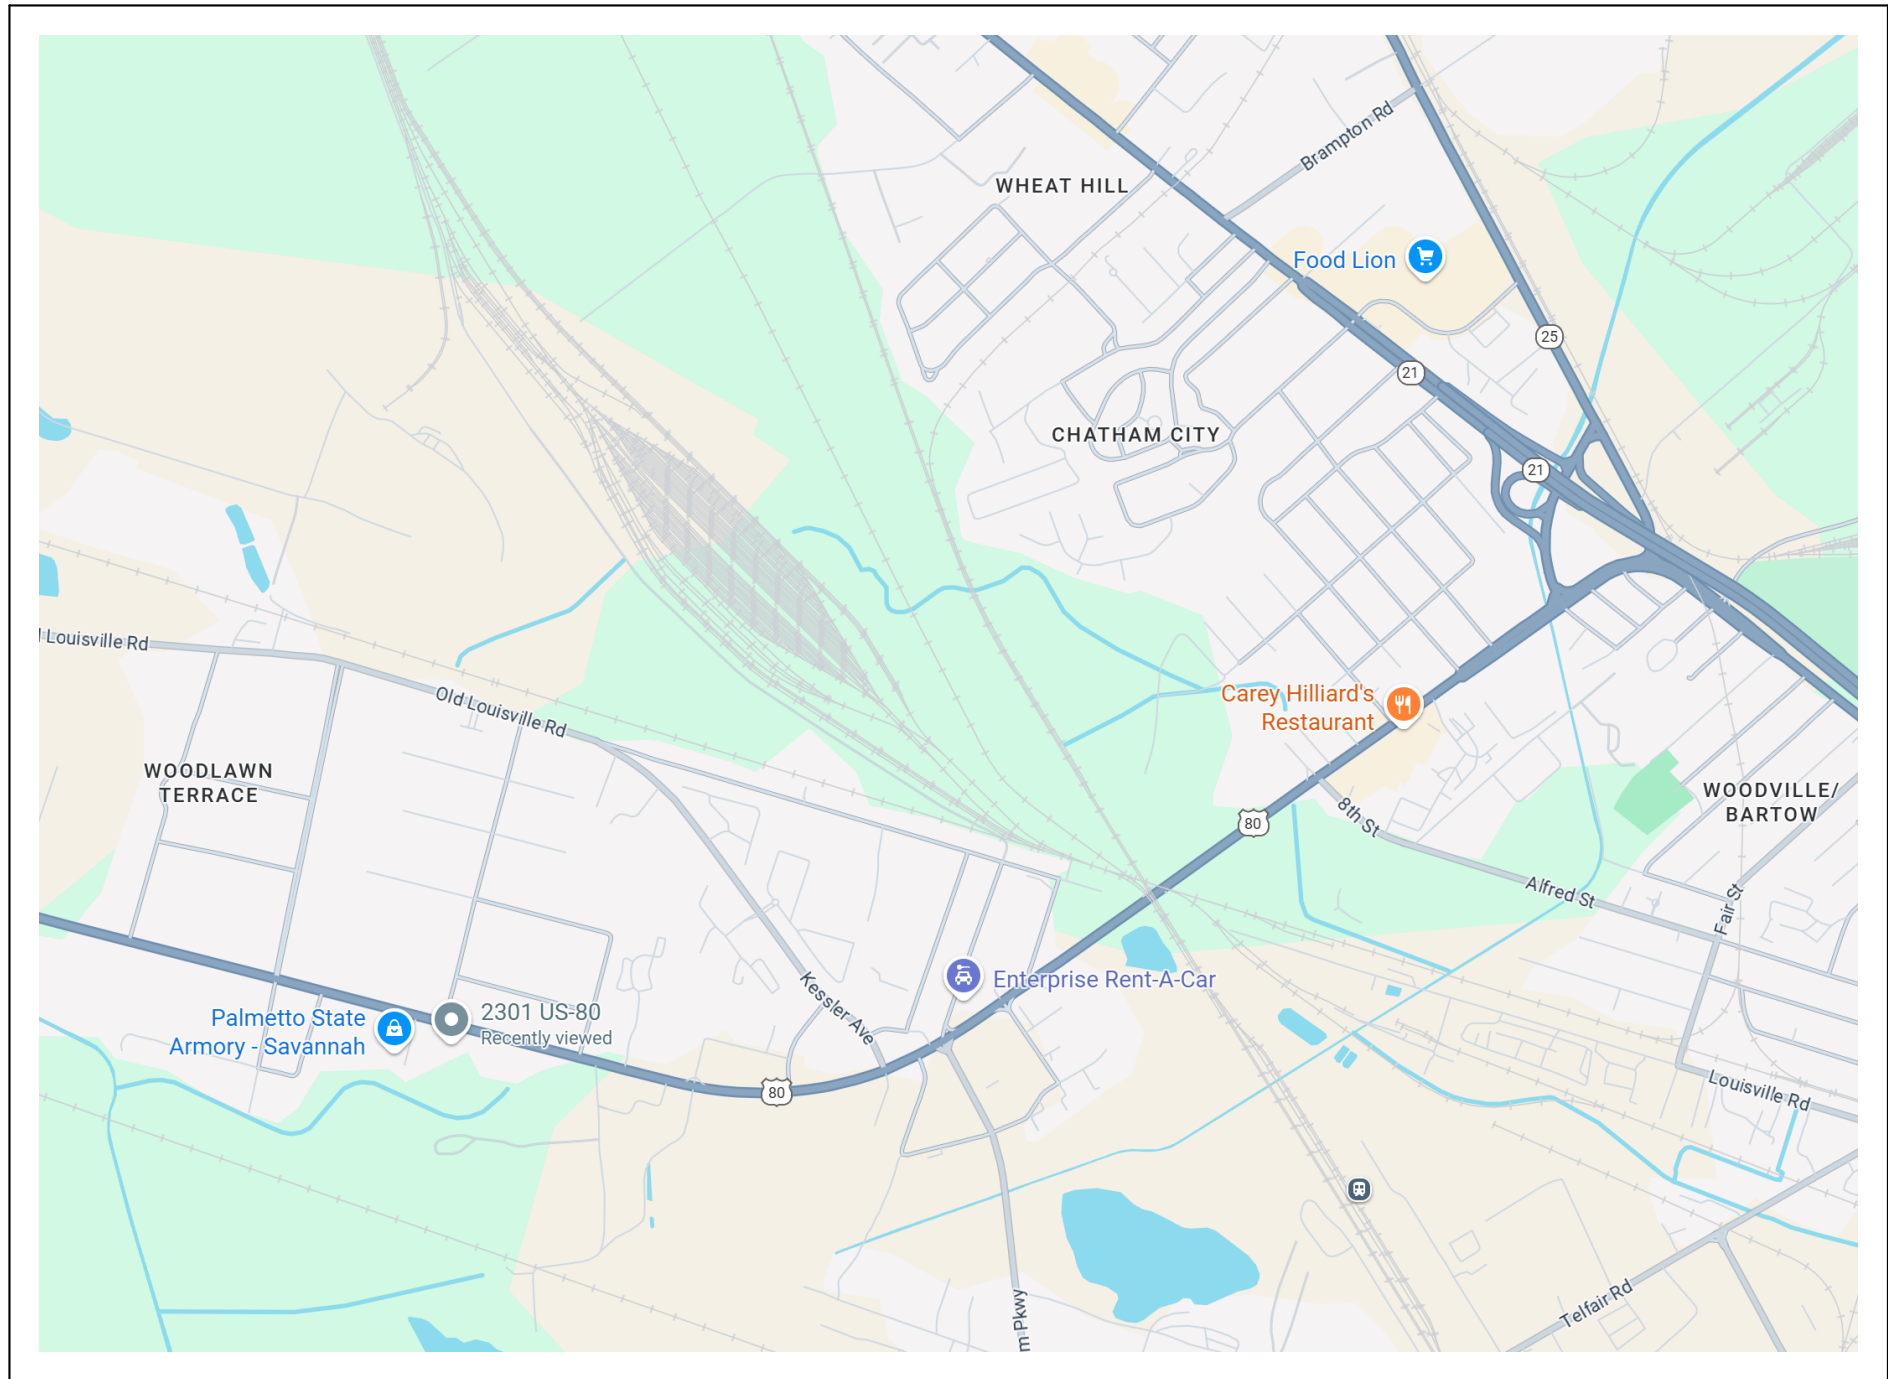 Brampton Rd
WHEAT HILL
Food Lion
25
21
CHATHAM CITY
21
Louisville Rd
Old Louisville Rd
Carey Hilliard's
Restaurant
WOODLAWN
TERRACE
WOODVILLE/
BARTOW
80
8th St
Alfred St
Fair St
Enterprise Rent-A-Car
Kessler Ave
2301 US-80
Recently viewed
Palmetto State
Armory - Savannah
80
Louisville Rd
Telfair Rd
m Pkwy